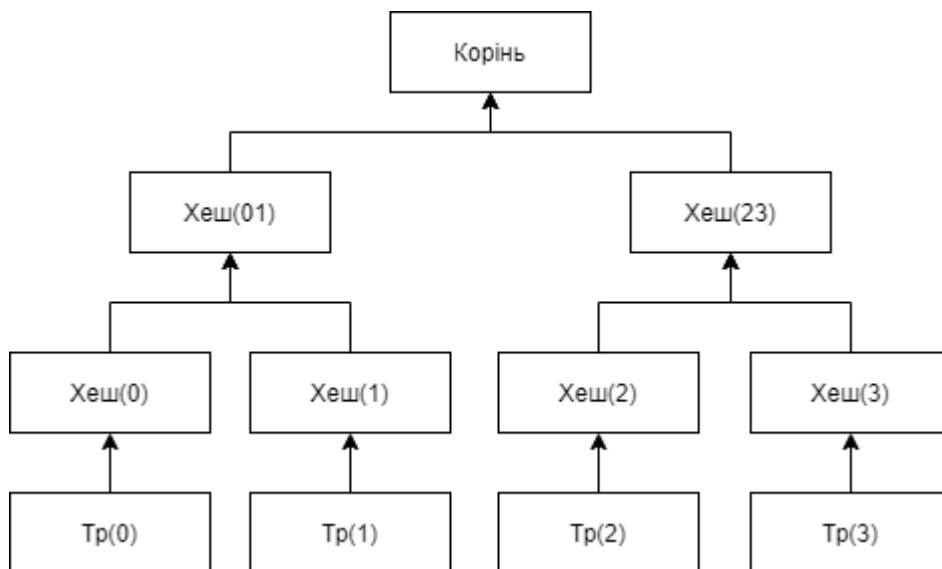 Корінь
Хеш(01)
Хеш(23)
Хеш(0)
Хеш(1)
Хеш(2)
Хеш(3)
Тр(0)
Тр(1)
Тр(2)
Тр(3)